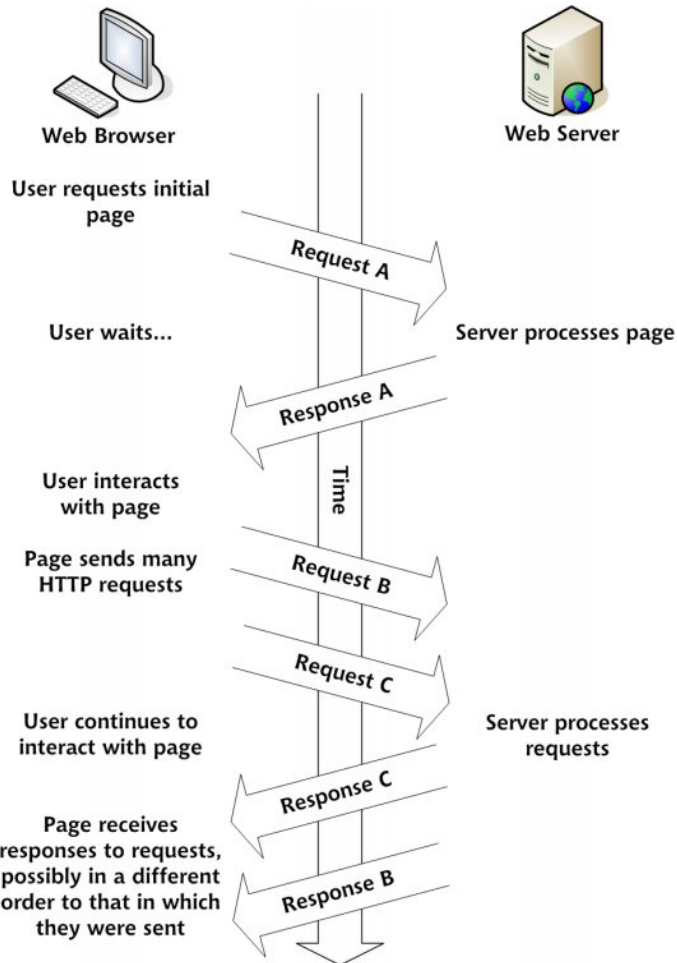 Web Browser
Web Server
User requests initial
page
Request A
User waits...
Server processes page
Response A
Time
User interacts
with page
Page sends many
HTTP requests
Request B
Request C
User continues to
interact with page
Server processes
requests
Response C
Page receives
responses to requests,
possibly in a different
order to that in which
they were sent
Response B